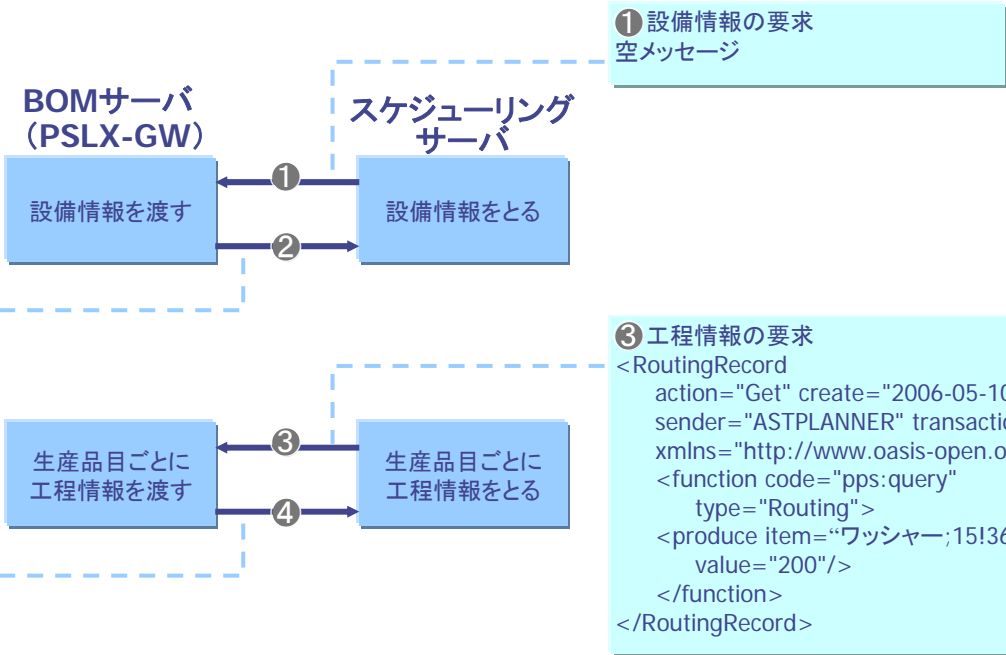 ❶設備情報の要求
空メッセージ
BOMサーバ
（PSLX-GW）
スケジューリング
サーバ
❶
設備情報を渡す
設備情報をとる
❷
❸工程情報の要求
<RoutingRecord
action="Get" create="2006-05-10
sender="ASTPLANNER" transacti
xmlns="http://www.oasis-open.o
<function code="pps:query"
type="Routing">
<produce item=“ワッシャー;15!36
value="200"/>
</function>
</RoutingRecord>
❸
生産品目ごとに
工程情報を渡す
生産品目ごとに
工程情報をとる
❹